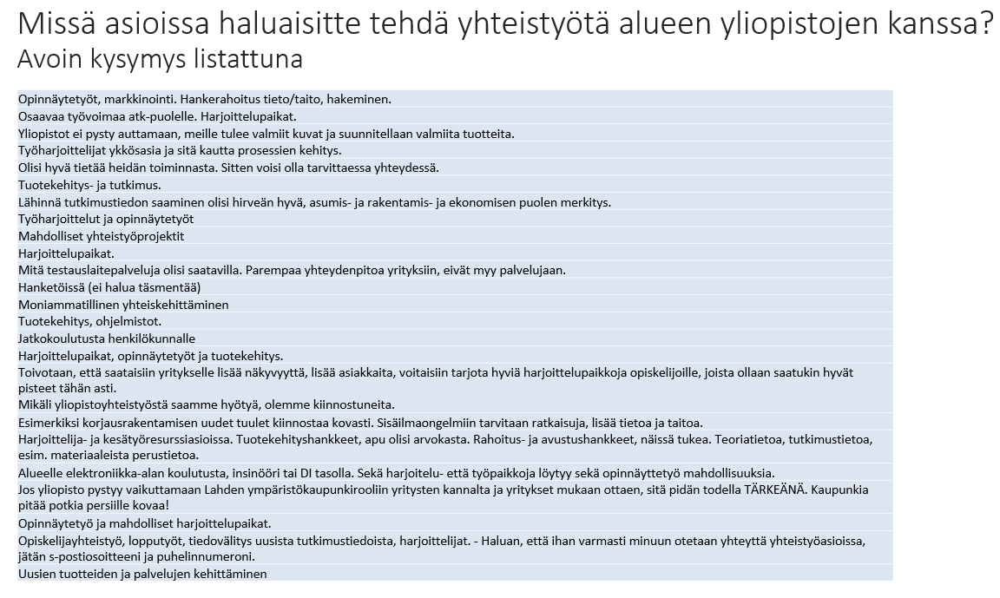 Missä asioissa haluaisitte tehdä yhteistyötä alueen yliopistojen kanssa?
Avoin kysymys listattuna
Opinnäytetyöt, markkinointi. Hankerahoitus tieto/taito, hakeminen.
Osaavaa työvoimaa atk-puolelle. Harjoittelupaikat.
Yliopistot ei pysty auttamaan, meille tulee valmiit kuvat ja suunnitellaan valmiita tuotteita.
Työharjoittelijat ykkösasia ja sitä kautta prosessien kehitys.
Olisi hyvä tietää heidän toiminnasta. Sitten voisi olla tarvittaessa yhteydessä.
Tuotekehitys- ja tutkimus.
Lähinnä tutkimustiedon saaminen olisi hirveän hyvä, asumis- ja rakentamis- ja ekonomisen puolen merkitys.
Työharjoittelut ja opinnäytetyöt
Mahdolliset yhteistyöprojektit
Harjoittelupaikat.
Mitä testauslaitepalveluja olisi saatavilla. Parempaa yhteydenpitoa yrityksiin, eivät myy palvelujaan.
Hanketöissä (ei halua täsmentää)
Moniammatillinen yhteiskehittäminen
Tuotekehitys, ohjelmistot.
Jatkokoulutusta henkilökunnalle
Harjoittelupaikat, opinnäytetyöt ja tuotekehitys.
Toivotaan, että saataisiin yritykselle lisää näkyvyyttä, lisää asiakkaita, voitaisiin tarjota hyviä harjoittelupaikkoja opiskelijoille, joista ollaan saatukin hyvät
pisteet tähän asti.
Mikäli yliopistoyhteistyöstä saamme hyötyä, olemme kiinnostuneita.
Esimerkiksi korjausrakentamisen uudet tuulet kiinnostaa kovasti. Sisäilmaongelmiin tarvitaan ratkaisuja, lisää tietoa ja taitoa.
Harjoittelija- ja kesätyöresurssiasioissa. Tuotekehityshankkeet, apu olisi arvokasta. Rahoitus- ja avustushankkeet, näissä tukea. Teoriatietoa, tutkimustietoa,
esim. materiaaleista perustietoa.
Alueelle elektroniikka-alan koulutusta, insinööri tai DI tasolla. Sekä harjoitelu- että työpaikkoja löytyy sekä opinnäyttetyö mahdollisuuksia.
Jos yliopisto pystyy vaikuttamaan Lahden ympäristökaupunkirooliin yritysten kannalta ja yritykset mukaan ottaen, sitä pidän todella TÄRKEÄNÄ. Kaupunkia
pitää potkia persiille kovaa!
Opinnäytetyö ja mahdolliset harjoittelupaikat.
Opiskelijayhteistyö, lopputyöt, tiedovälitys uusista tutkimustiedoista, harjoittelijat. - Haluan, että ihan varmasti minuun otetaan yhteyttä yhteistyöasioissa,
jätän s-postiosoitteeni ja puhelinnumeroni.
Uusien tuotteiden ja palvelujen kehittäminen